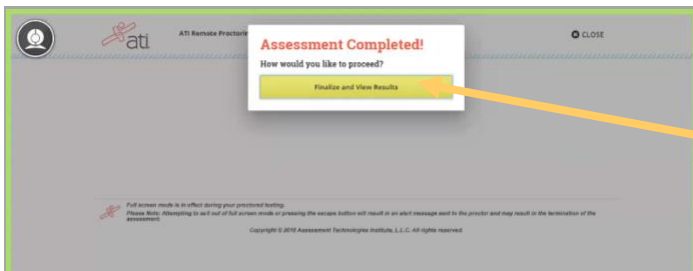 ati
ATI Remote Proctorin
Assessment Completed!
CLOSE
How would you like to proceed?
Finalize and View Results
Full screen mode is in effect during your proctored testing.
Please Note: Attempting to exit out of full screen mode or pressing the escape button will result in an alert message sent to the proctor and may result in the termination of the
assessment.
Copyright © 2015 Assessment Technologies Institute, L.L.C. All rights reserved.